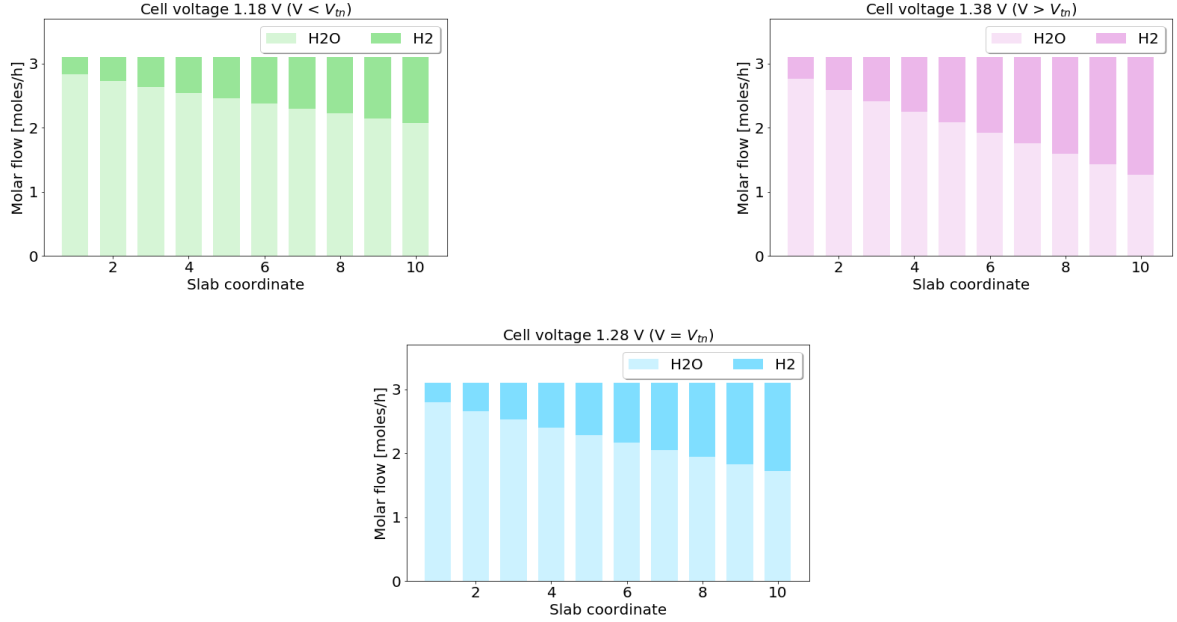 Cell voltage 1.18 V (V < Vtn)
H2O H2
Molar flow [moles/h]
3
2
1
0
2 4 6 8 10
Slab coordinate
Cell voltage 1.38 V (V > Vtn)
H2O H2
Molar flow [moles/h]
3
2
1
0
2 4 6 8 10
Slab coordinate
Cell voltage 1.28 V (V = Vtn)
H2O H2
Molar flow [moles/h]
3
2
1
0
2 4 6 8 10
Slab coordinate